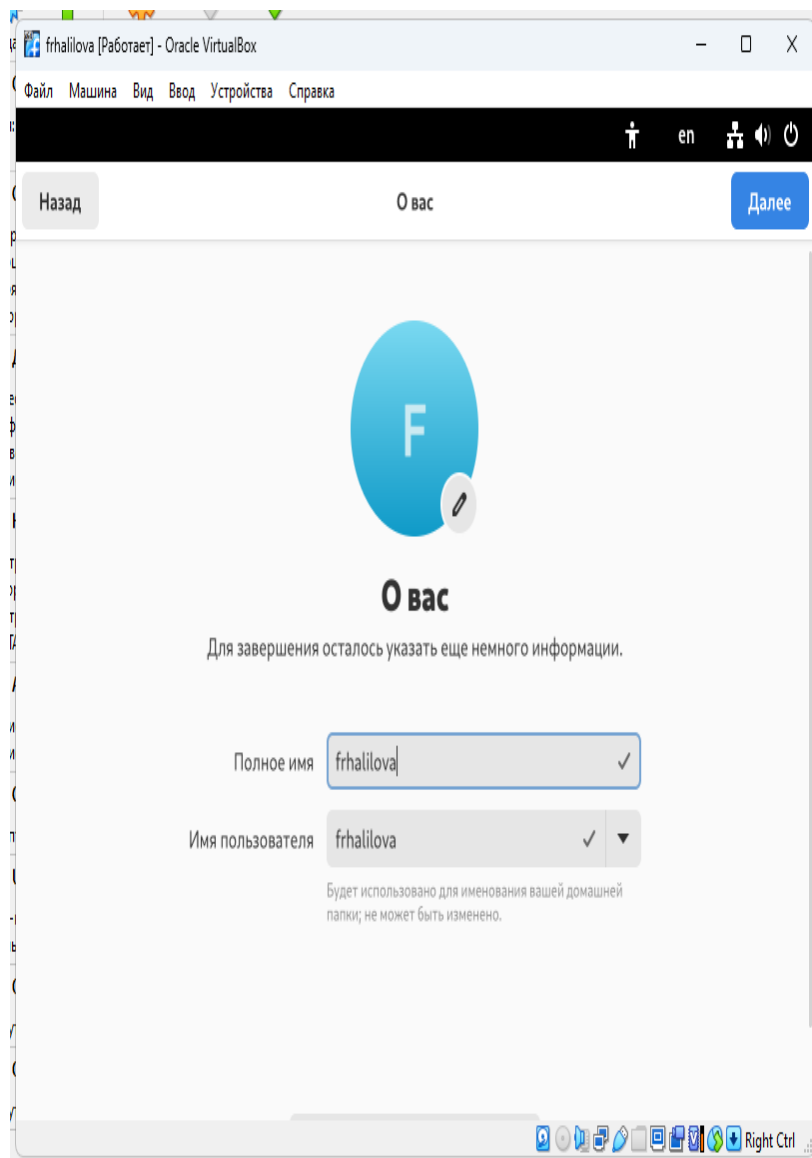 frhalilova [Работает] - Oracle VirtualBox
Файл Машина Вид Ввод Устройства Справка
en
Назад О вас Далее
F
О вас
Для завершения осталось указать еще немного информации.
Полное имя frhalilova
Имя пользователя frhalilova
Будет использовано для именования вашей домашней
папки; не может быть изменено.
Right Ctrl